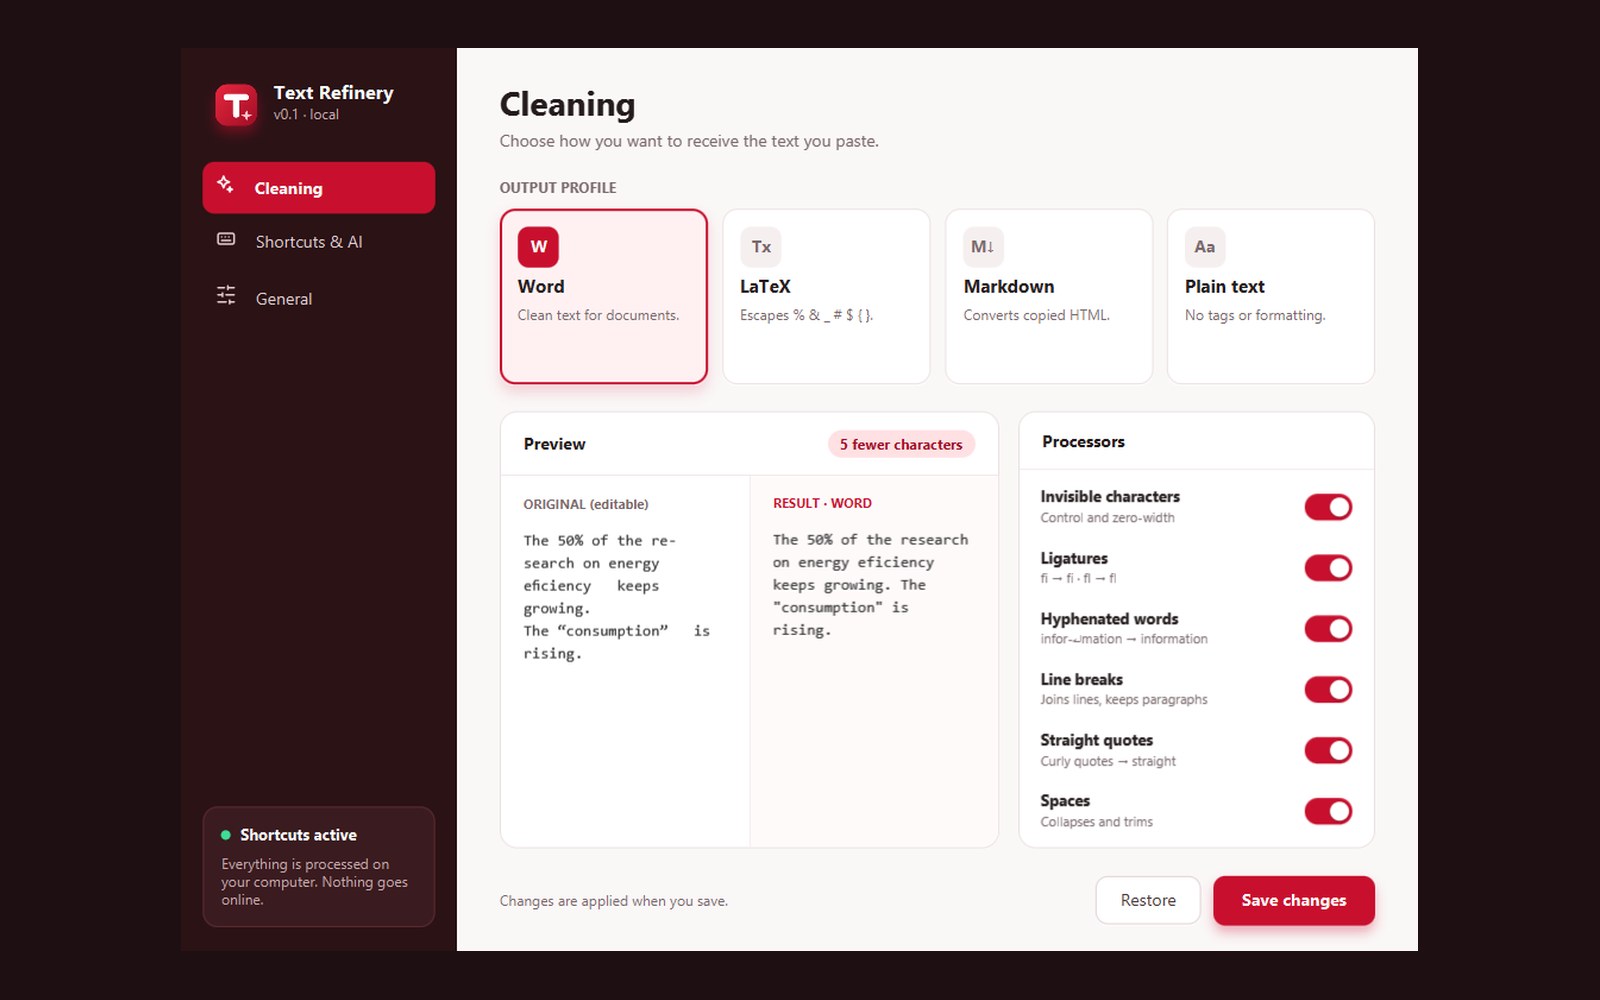 Text Refinery
v0.1 · local
Cleaning
Shortcuts & AI
General
Shortcuts active
Everything is processed on
your computer. Nothing goes
online.
Cleaning
Choose how you want to receive the text you paste.
OUTPUT PROFILE
W
Word
Clean text for documents.
Tx
LaTeX
Escapes % & _ # $ { }.
M↓
Markdown
Converts copied HTML.
Aa
Plain text
No tags or formatting.
Preview
5 fewer characters
ORIGINAL (editable)
The 50% of the re-
search on energy
eficiency   keeps
growing.
The “consumption”   is
rising.
RESULT · WORD
The 50% of the research
on energy eficiency
keeps growing. The
"consumption" is
rising.
Processors
Invisible characters
Control and zero-width
Ligatures
ﬁ → fi · ﬂ → fl
Hyphenated words
infor-↵mation → information
Line breaks
Joins lines, keeps paragraphs
Straight quotes
Curly quotes → straight
Spaces
Collapses and trims
Changes are applied when you save.
Restore
Save changes